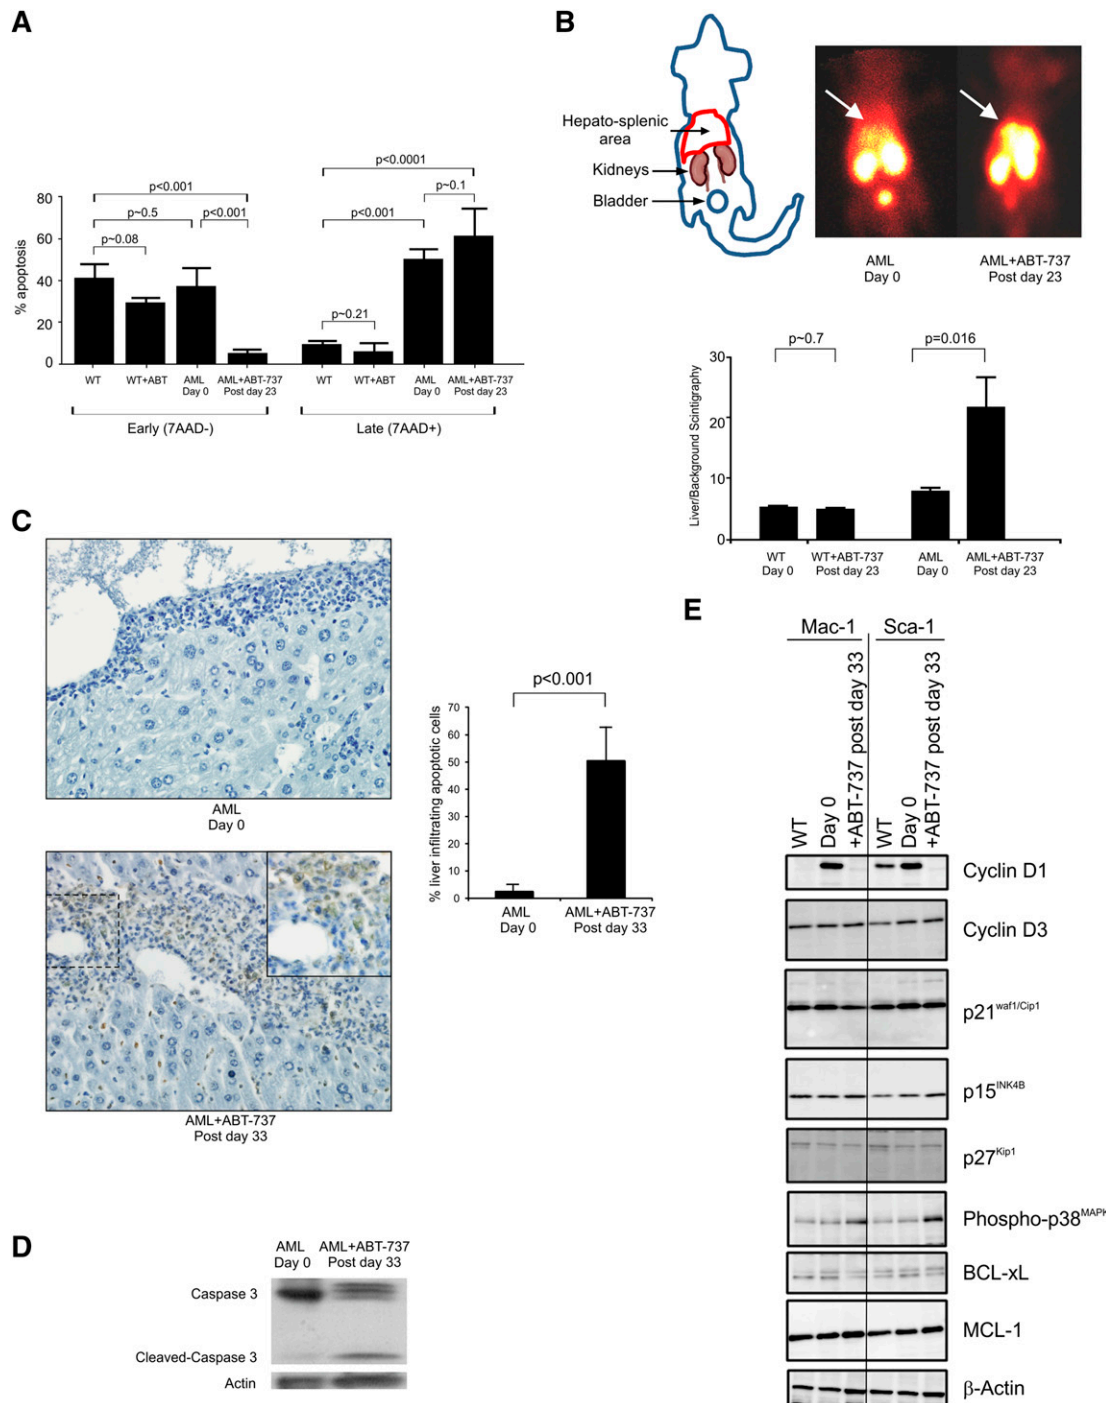 A
p<0.0001
p<0.001
p~0.1
p~0.5
p<0.001
p<0.001
p~0.08
p~0.21
% apoptosis
80
60
40
20
0
WT
WT+ABT
AML
Day 0
AML+ABT-737
Post day 23
WT
WT+ABT
AML
Day 0
AML+ABT-737
Post day 23
Early (7AAD-)
Late (7AAD+)
B
Hepato-splenic
area
Kidneys
Bladder
AML
Day 0
AML+ABT-737
Post day 23
p~0.7
p=0.016
Liver/Background Scintigraphy
30
20
10
0
WT
Day 0
WT+ABT-737
Post day 23
AML
Day 0
AML+ABT-737
Post day 23
C
AML
Day 0
AML+ABT-737
Post day 33
p<0.001
% liver infiltrating apoptotic cells
70
60
50
40
30
20
10
0
AML
Day 0
AML+ABT-737
Post day 33
D
AML
Day 0
AML+ABT-737
Post day 33
Caspase 3
Cleaved-Caspase 3
Actin
E
Mac-1
Sca-1
WT
Day 0
+ABT-737 post day 33
WT
Day 0
+ABT-737 post day 33
Cyclin D1
Cyclin D3
p21waf1/Cip1
p15INK4B
p27Kip1
Phospho-p38MAPK
BCL-xL
MCL-1
β-Actin